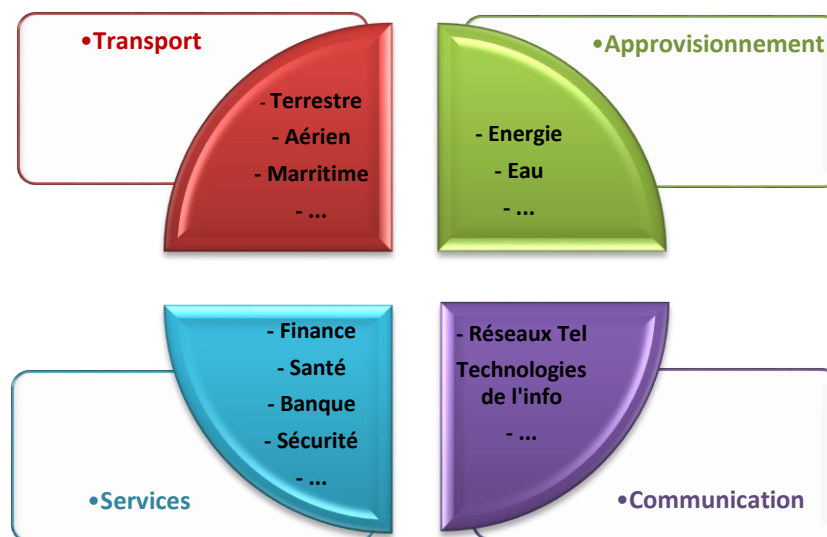 •Transport
- Terrestre
- Aérien
- Marritime
- ...
•Approvisionnement
- Energie
- Eau
- ...
- Finance
- Santé
- Banque
- Sécurité
- ...
•Services
- Réseaux Tel
Technologies
de l'info
- ...
•Communication